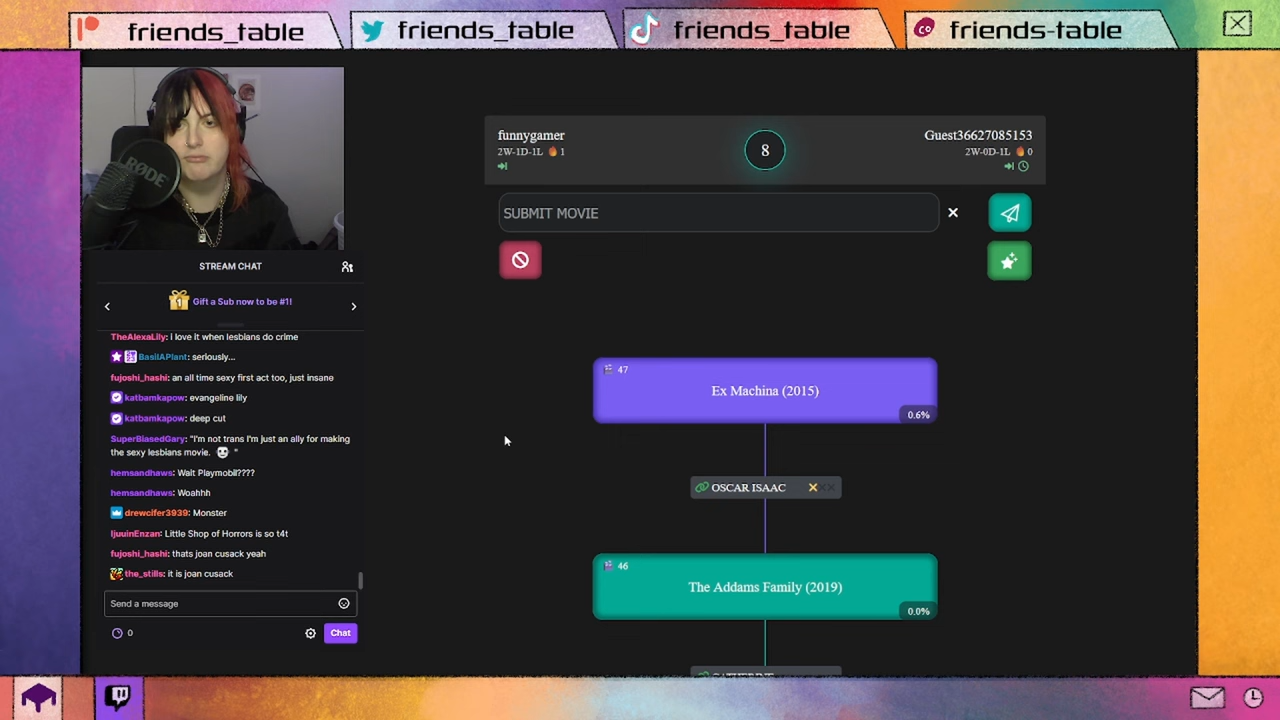 friends_table
friends_table
friends_table
friends-table
RØDE
funnygamer
2W-1D-1L 1
8
Guest36627085153
2W-0D-1L 0
SUBMIT MOVIE
STREAM CHAT
1 Gift a Sub now to be #1!
TheAlexaLily: i love it when lesbians do crime
BasilAPlant: seriously...
fujoshi_hashi: an all time sexy first act too, just insane
katbamkapow: evangeline lily
katbamkapow: deep cut
SuperBiasedGary: "I'm not trans I'm just an ally for making
the sexy lesbians movie. "
hemsandhaws: Wait Playmobil????
hemsandhaws: Woahhh
drewcifer3939: Monster
IjuuinEnzan: Little Shop of Horrors is so t4t
fujoshi_hashi: thats joan cusack yeah
the_stills: it is joan cusack
Send a message
0
Chat
47
Ex Machina (2015)
0.6%
OSCAR ISAAC
46
The Addams Family (2019)
0.0%